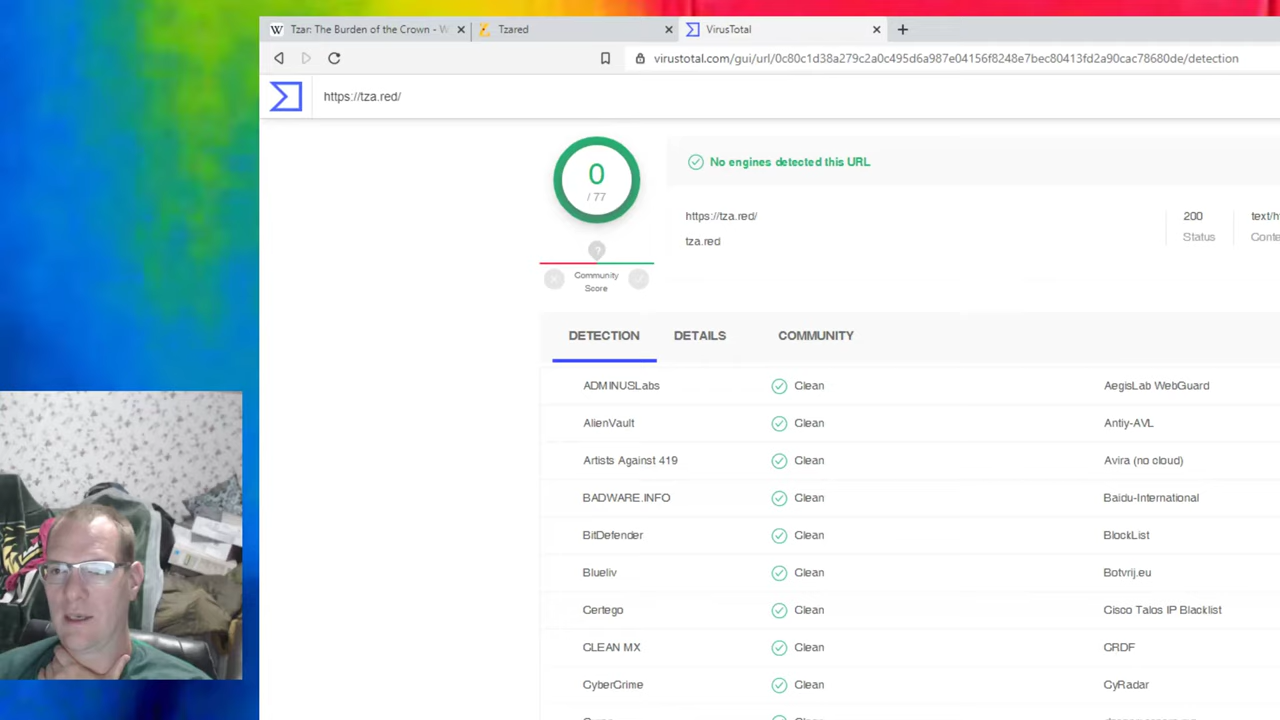 Tzar: The Burden of the Crown - W
Tzared
VirusTotal
virustotal.com/gui/url/0c80c1d38a279c2a0c495d6a987e04156f8248e7bec80413fd2a90cac78680de/detection
https://tza.red/
0
/ 77
No engines detected this URL
https://tza.red/
tza.red
200
text/h
Status
Conte
?
Community
Score
DETECTION DETAILS COMMUNITY
ADMINUSLabs Clean AegisLab WebGuard
AlienVault Clean Antiy-AVL
Artists Against 419 Clean Avira (no cloud)
BADWARE.INFO Clean Baidu-International
BitDefender Clean BlockList
Blueliv Clean Botvrij.eu
Certego Clean Cisco Talos IP Blacklist
CLEAN MX Clean CRDF
CyberCrime Clean CyRadar